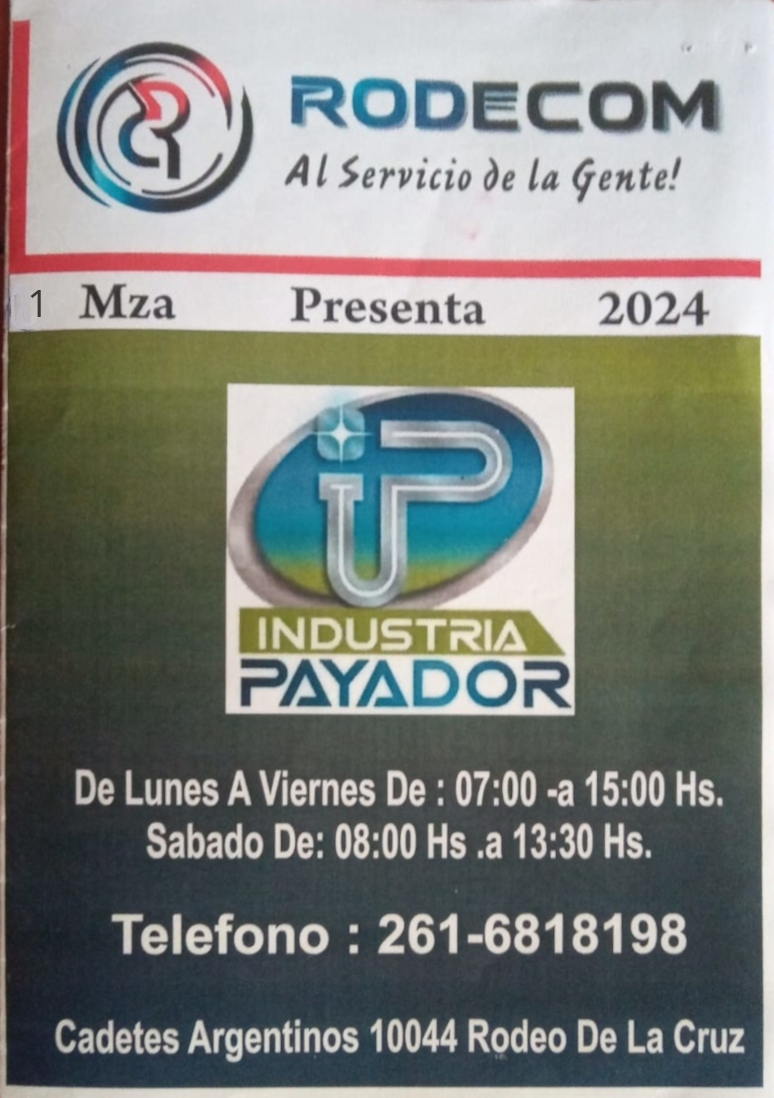 RODECOM
Al Servicio de la Gente!
1 Mza Presenta 2024
iP
INDUSTRIA
PAYADOR
De Lunes A Viernes De : 07:00 -a 15:00 Hs.
Sabado De: 08:00 Hs .a 13:30 Hs.
Telefono : 261-6818198
Cadetes Argentinos 10044 Rodeo De La Cruz